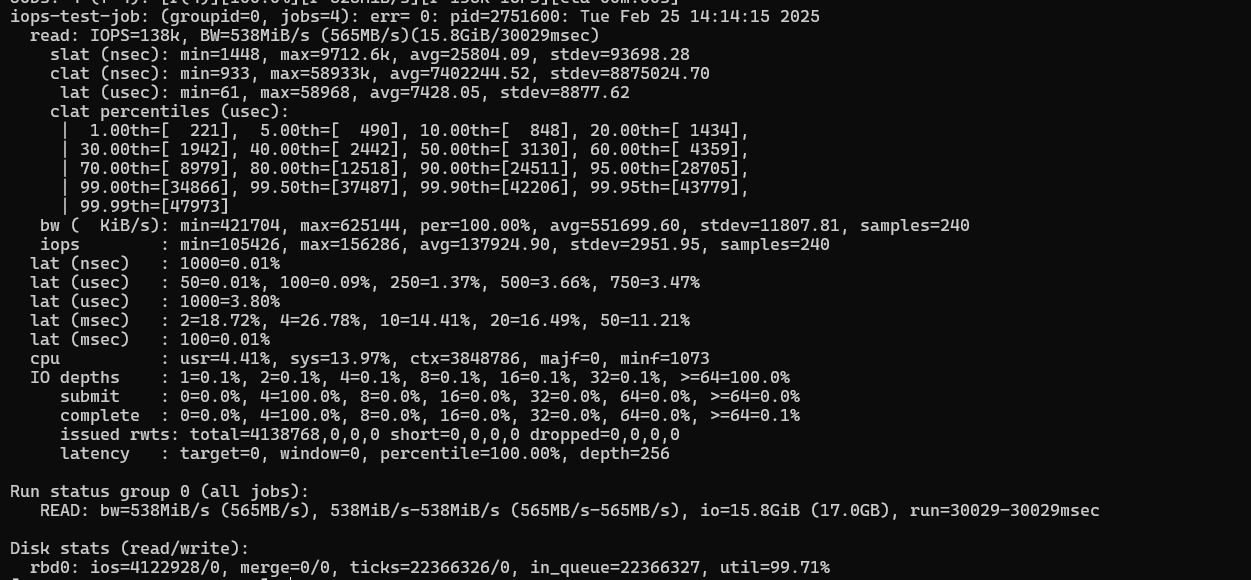 iops-test-job: (groupid=0, jobs=4): err= 0: pid=2751600: Tue Feb 25 14:14:15 2025
  read: IOPS=138k, BW=538MiB/s (565MB/s)(15.8GiB/30029msec)
    slat (nsec): min=1448, max=9712.6k, avg=25804.09, stdev=93698.28
    clat (nsec): min=933, max=58933k, avg=7402244.52, stdev=8875024.70
     lat (usec): min=61, max=58968, avg=7428.05, stdev=8877.62
    clat percentiles (usec):
     |  1.00th=[  221],  5.00th=[  490], 10.00th=[  848], 20.00th=[ 1434],
     | 30.00th=[ 1942], 40.00th=[ 2442], 50.00th=[ 3130], 60.00th=[ 4359],
     | 70.00th=[ 8979], 80.00th=[12518], 90.00th=[24511], 95.00th=[28705],
     | 99.00th=[34866], 99.50th=[37487], 99.90th=[42206], 99.95th=[43779],
     | 99.99th=[47973]
   bw (  KiB/s): min=421704, max=625144, per=100.00%, avg=551699.60, stdev=11807.81, samples=240
   iops        : min=105426, max=156286, avg=137924.90, stdev=2951.95, samples=240
  lat (nsec)   : 1000=0.01%
  lat (usec)   : 50=0.01%, 100=0.09%, 250=1.37%, 500=3.66%, 750=3.47%
  lat (usec)   : 1000=3.80%
  lat (msec)   : 2=18.72%, 4=26.78%, 10=14.41%, 20=16.49%, 50=11.21%
  lat (msec)   : 100=0.01%
  cpu          : usr=4.41%, sys=13.97%, ctx=3848786, majf=0, minf=1073
  IO depths    : 1=0.1%, 2=0.1%, 4=0.1%, 8=0.1%, 16=0.1%, 32=0.1%, >=64=100.0%
     submit    : 0=0.0%, 4=100.0%, 8=0.0%, 16=0.0%, 32=0.0%, 64=0.0%, >=64=0.0%
     complete  : 0=0.0%, 4=100.0%, 8=0.0%, 16=0.0%, 32=0.0%, 64=0.0%, >=64=0.1%
     issued rwts: total=4138768,0,0,0 short=0,0,0,0 dropped=0,0,0,0
     latency   : target=0, window=0, percentile=100.00%, depth=256

Run status group 0 (all jobs):
   READ: bw=538MiB/s (565MB/s), 538MiB/s-538MiB/s (565MB/s-565MB/s), io=15.8GiB (17.0GB), run=30029-30029msec

Disk stats (read/write):
  rbd0: ios=4122928/0, merge=0/0, ticks=22366326/0, in_queue=22366327, util=99.71%